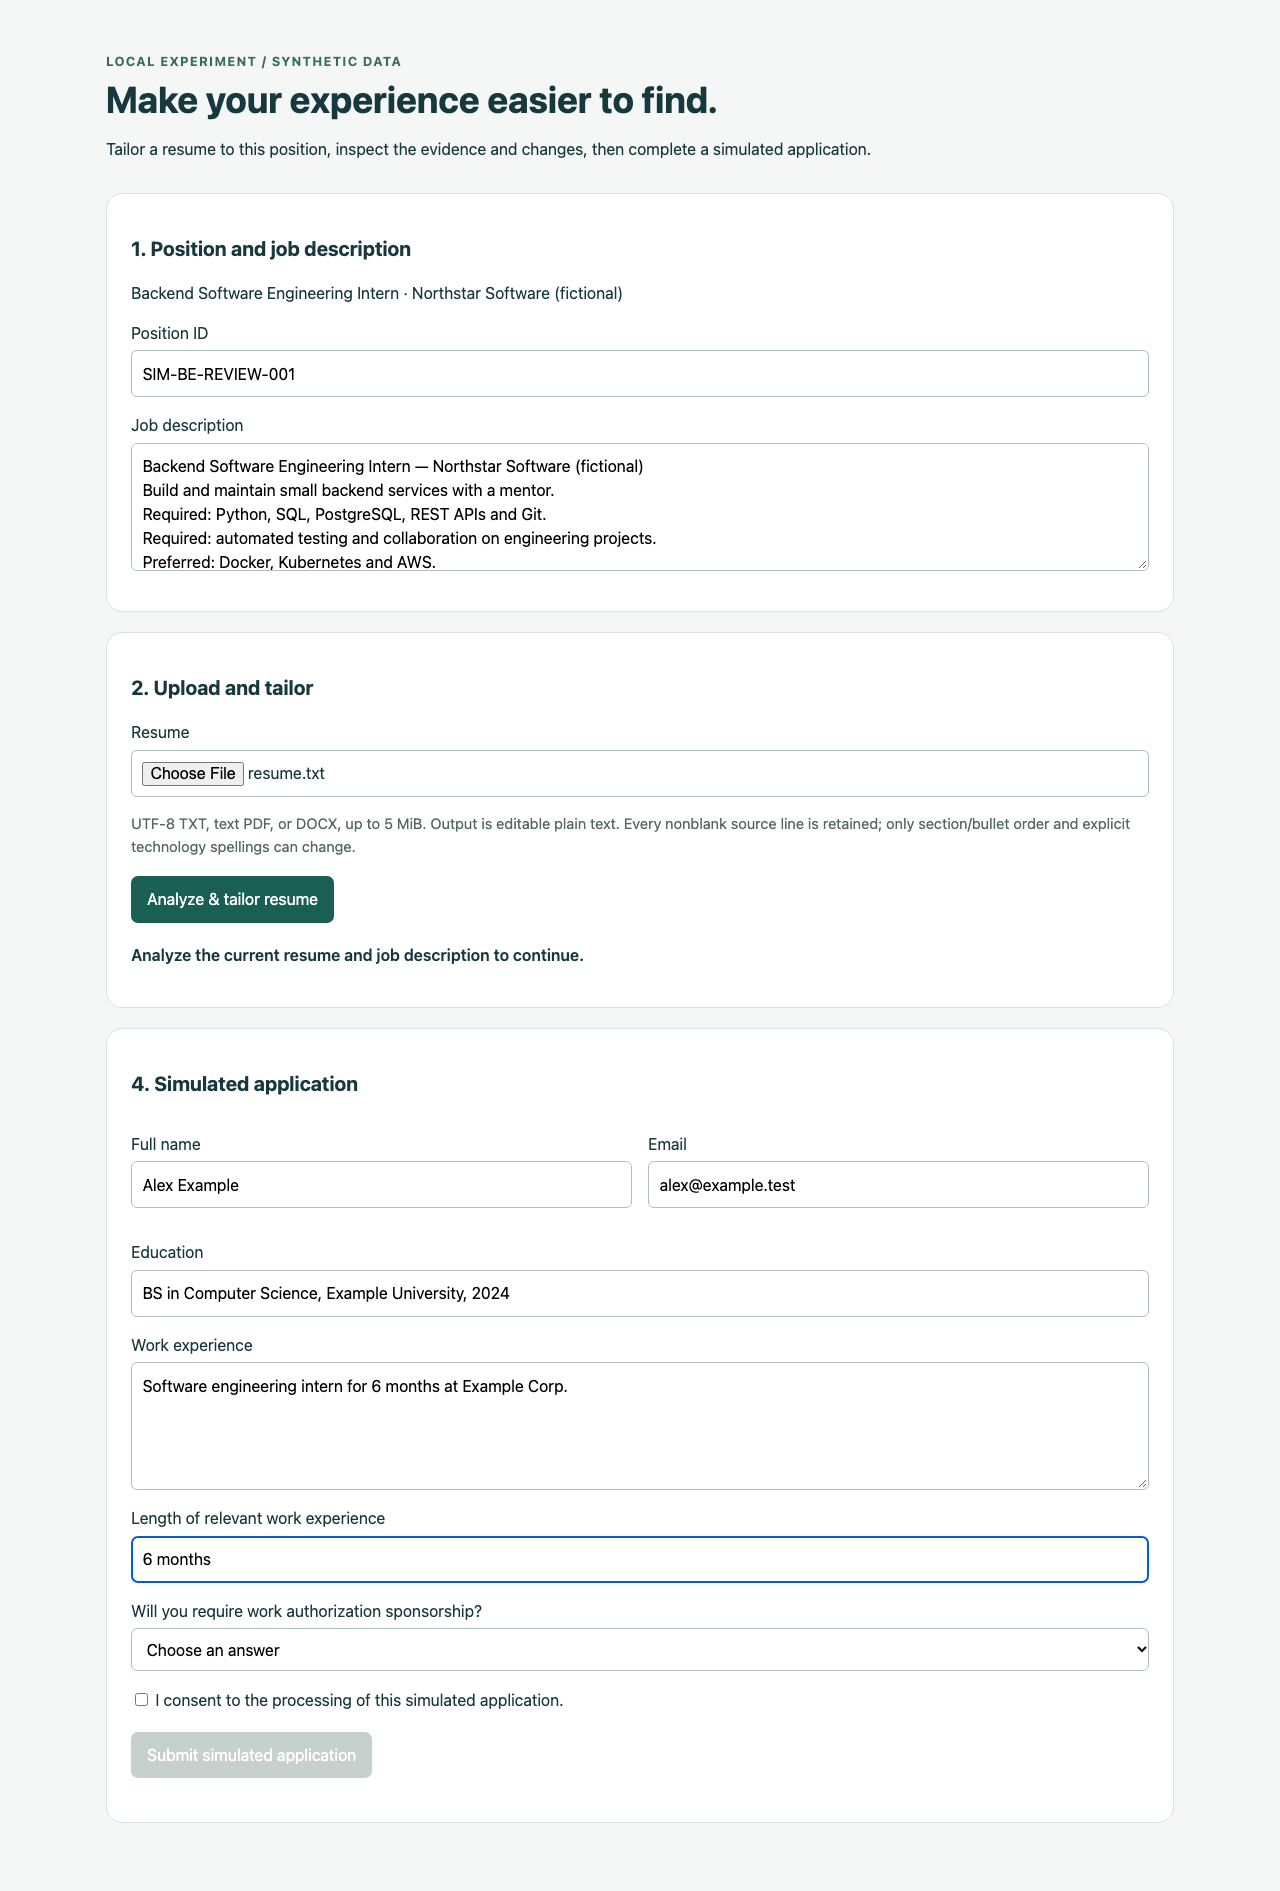 LOCAL EXPERIMENT / SYNTHETIC DATA
Make your experience easier to find.
Tailor a resume to this position, inspect the evidence and changes, then complete a simulated application.
1. Position and job description
Backend Software Engineering Intern · Northstar Software (fictional)
Position ID
SIM-BE-REVIEW-001
Job description
Backend Software Engineering Intern — Northstar Software (fictional)
Build and maintain small backend services with a mentor.
Required: Python, SQL, PostgreSQL, REST APIs and Git.
Required: automated testing and collaboration on engineering projects.
Preferred: Docker, Kubernetes and AWS.
2. Upload and tailor
Resume
Choose File resume.txt
UTF-8 TXT, text PDF, or DOCX, up to 5 MiB. Output is editable plain text. Every nonblank source line is retained; only section/bullet order and explicit
technology spellings can change.
Analyze & tailor resume
Analyze the current resume and job description to continue.
4. Simulated application
Full name
Alex Example
Email
alex@example.test
Education
BS in Computer Science, Example University, 2024
Work experience
Software engineering intern for 6 months at Example Corp.
Length of relevant work experience
6 months
Will you require work authorization sponsorship?
Choose an answer
I consent to the processing of this simulated application.
Submit simulated application